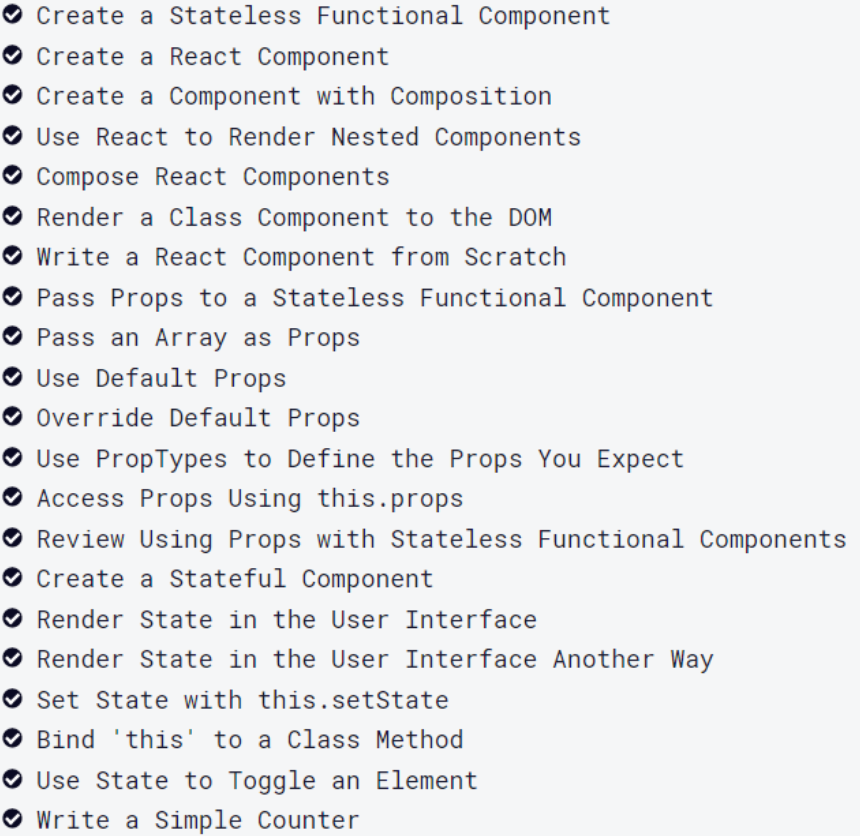 Create a Stateless Functional Component
Create a React Component
Create a Component with Composition
Use React to Render Nested Components
Compose React Components
Render a Class Component to the DOM
Write a React Component from Scratch
Pass Props to a Stateless Functional Component
Pass an Array as Props
Use Default Props
Override Default Props
Use PropTypes to Define the Props You Expect
Access Props Using this.props
Review Using Props with Stateless Functional Components
Create a Stateful Component
Render State in the User Interface
Render State in the User Interface Another Way
Set State with this.setState
Bind 'this' to a Class Method
Use State to Toggle an Element
Write a Simple Counter